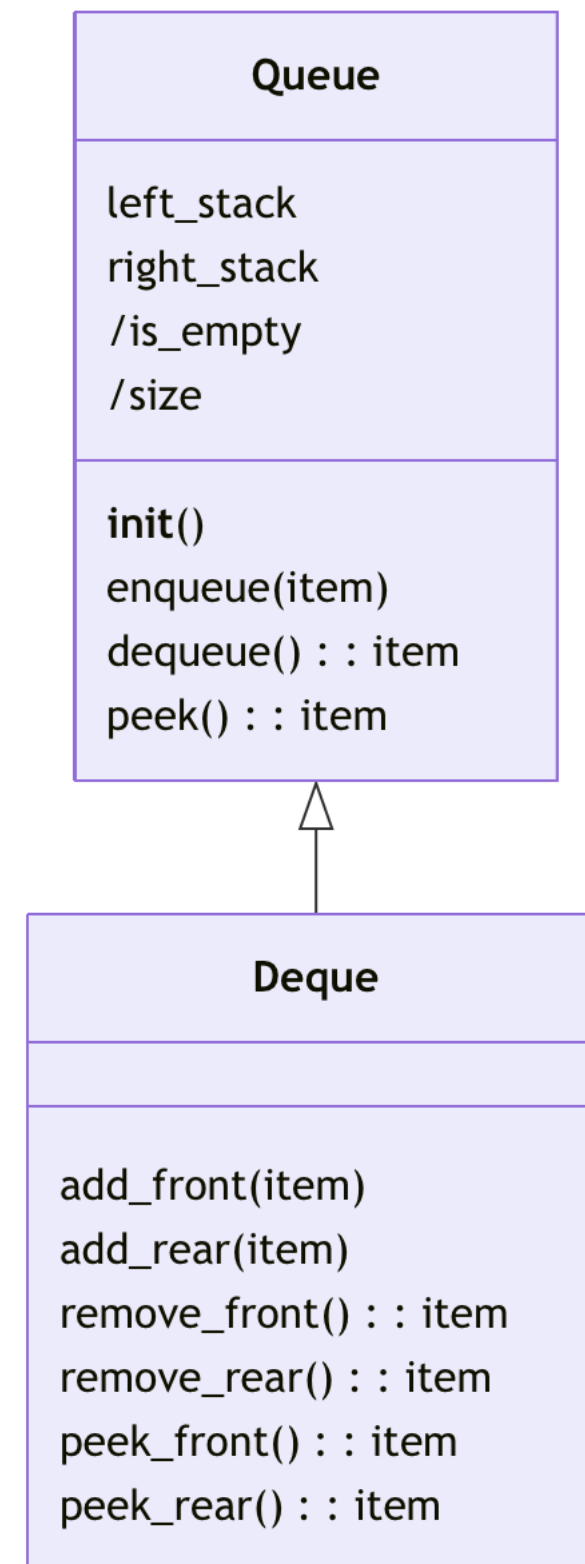 Queue
left_stack
right_stack
/is_empty
/size
init()
enqueue(item)
dequeue() : : item
peek() : : item
Deque
add_front(item)
add_rear(item)
remove_front() : : item
remove_rear() : : item
peek_front() : : item
peek_rear() : : item